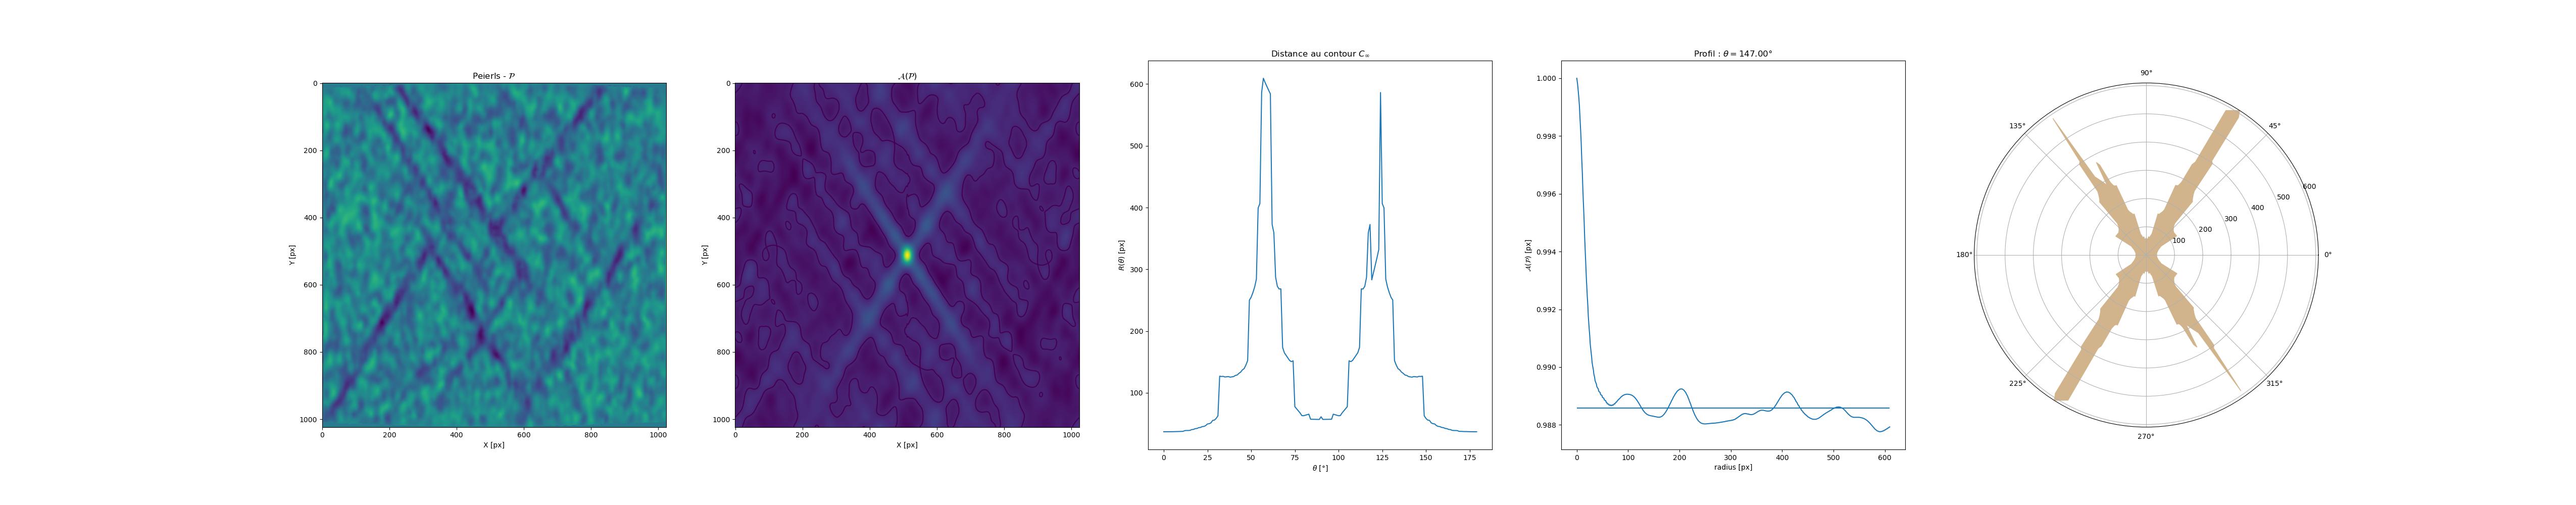 Peierls - 𝒫
Y [px]
0
200
400
600
800
1000
0 200 400 600 800 1000
X [px]
𝒜(𝒫)
Y [px]
0
200
400
600
800
1000
0 200 400 600 800 1000
X [px]
Distance au contour C∞
R(θ) [px]
600
500
400
300
200
100
0 25 50 75 100 125 150 175
θ [°]
Profil : θ = 147.00°
𝒜(𝒫) [px]
1.000
0.998
0.996
0.994
0.992
0.990
0.988
0 100 200 300 400 500 600
radius [px]
90°
135° 45°
600
500
400
300
200
100
180° 0°
225° 315°
270°